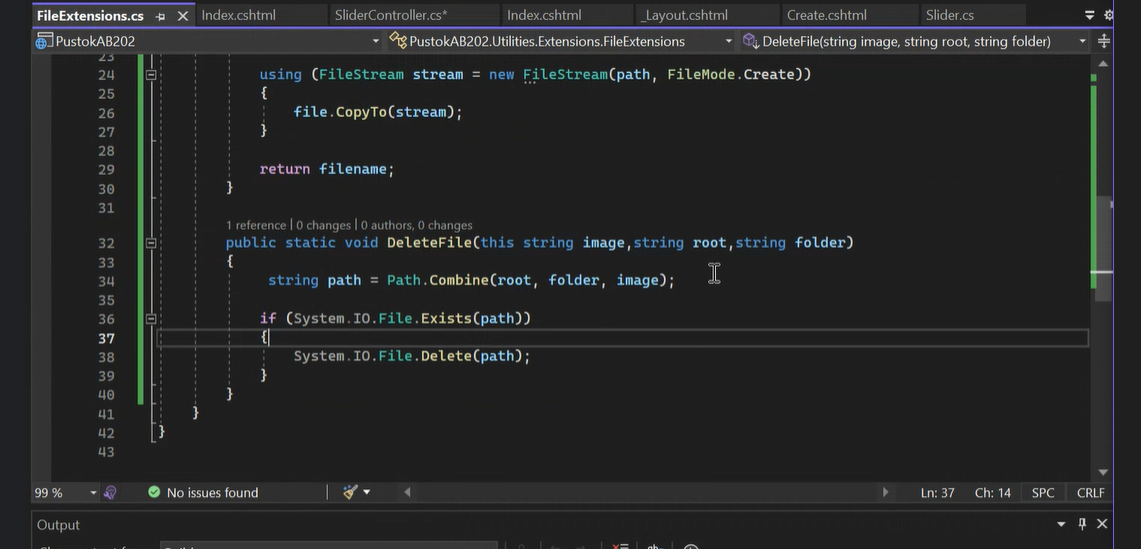 FileExtensions.cs Index.cshtml SliderController.cs* Index.cshtml _Layout.cshtml Create.cshtml Slider.cs
PustokAB202 PustokAB202.Utilities.Extensions.FileExtensions DeleteFile(string image, string root, string folder)
23
24 using (FileStream stream = new FileStream(path, FileMode.Create))
25 {
26 file.CopyTo(stream);
27 }
28
29 return filename;
30 }
31
1 reference | 0 changes | 0 authors, 0 changes
32 public static void DeleteFile(this string image,string root,string folder)
33 {
34 string path = Path.Combine(root, folder, image);
35
36 if (System.IO.File.Exists(path))
37 {
38 System.IO.File.Delete(path);
39 }
40 }
41 }
42 }
43
99 % No issues found Ln: 37 Ch: 14 SPC CRLF
Output